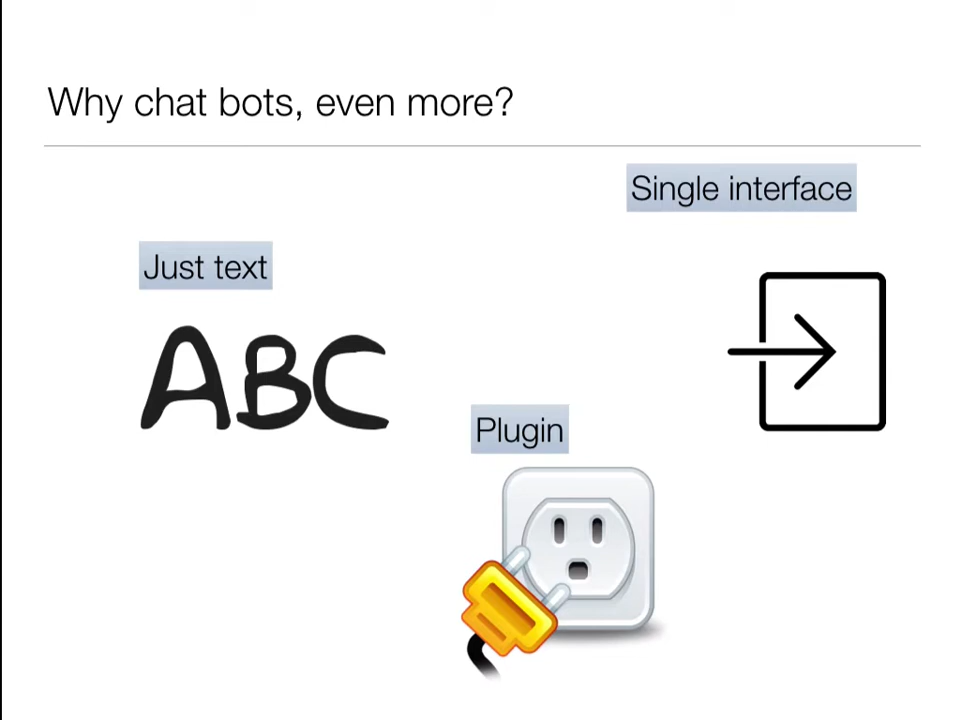 Why chat bots, even more?
Single interface
Just text
ABC
Plugin